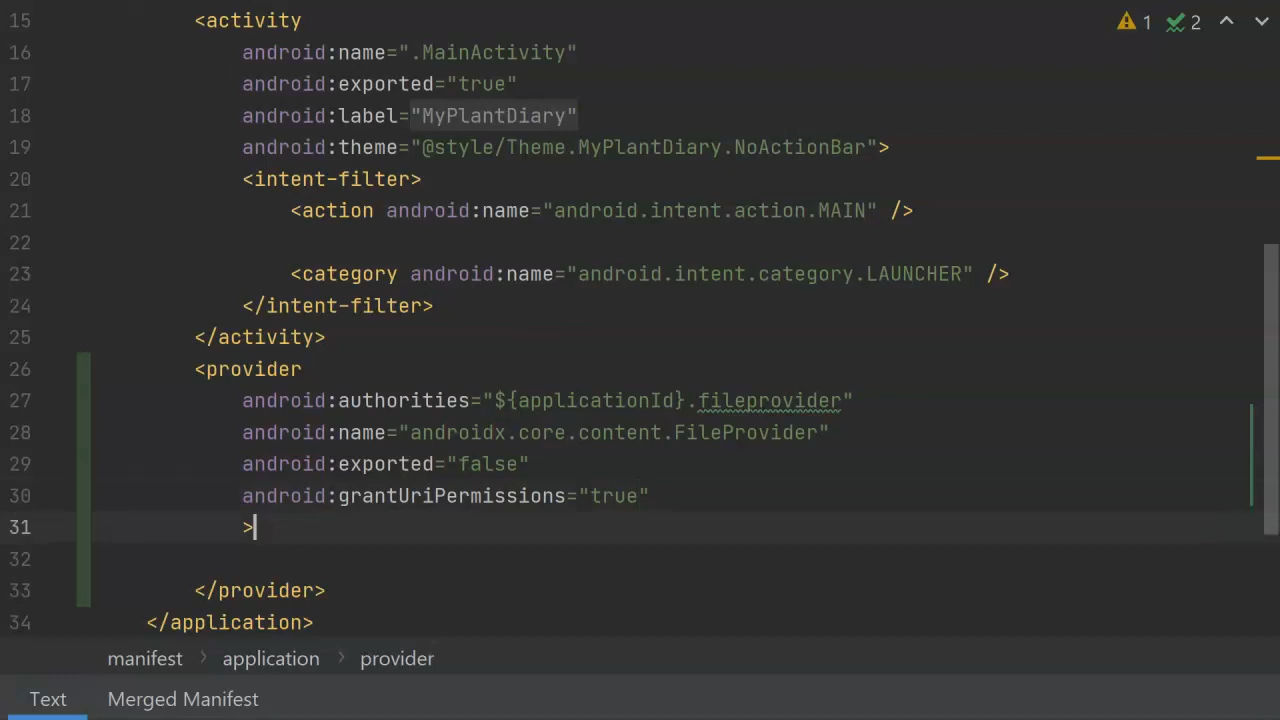 15 <activity 1 2
16 android:name=".MainActivity"
17 android:exported="true"
18 android:label="MyPlantDiary"
19 android:theme="@style/Theme.MyPlantDiary.NoActionBar">
20 <intent-filter>
21 <action android:name="android.intent.action.MAIN" />
22
23 <category android:name="android.intent.category.LAUNCHER" />
24 </intent-filter>
25 </activity>
26 <provider
27 android:authorities="${applicationId}.fileprovider"
28 android:name="androidx.core.content.FileProvider"
29 android:exported="false"
30 android:grantUriPermissions="true"
31 >
32
33 </provider>
34 </application>
manifest > application > provider
Text Merged Manifest